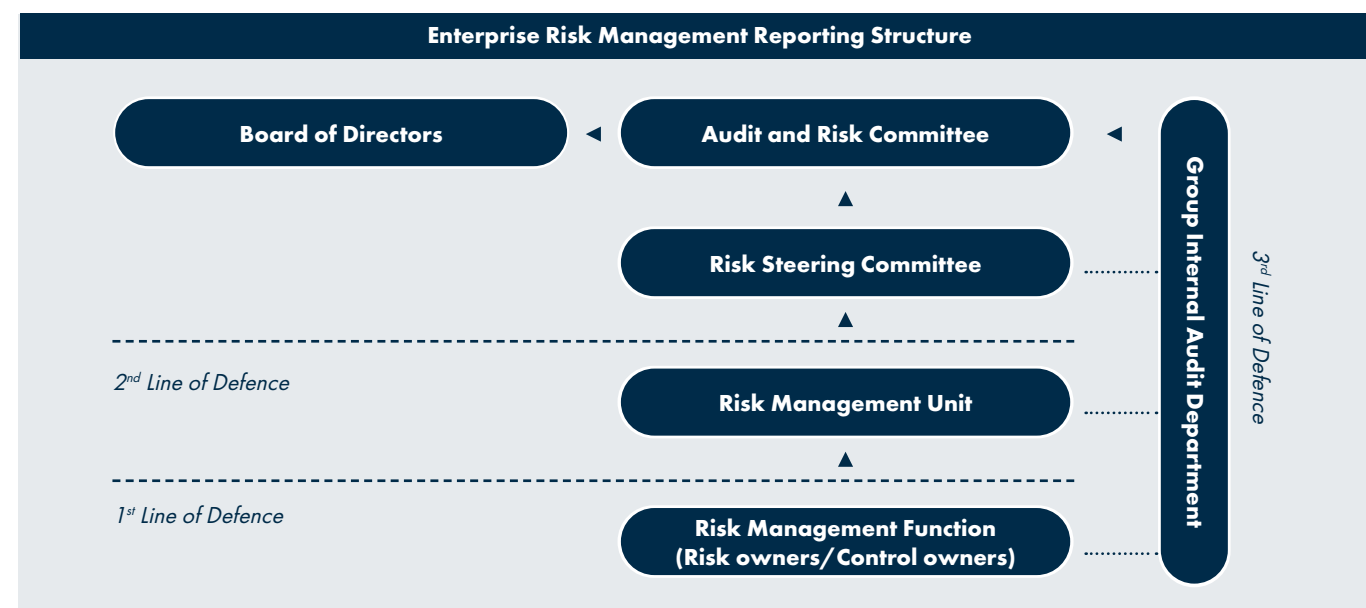 Enterprise Risk Management Reporting Structure
Board of Directors
Audit and Risk Committee
Risk Steering Committee
2nd Line of Defence
Risk Management Unit
1st Line of Defence
Risk Management Function
(Risk owners/Control owners)
Group Internal Audit Department
3rd Line of Defence